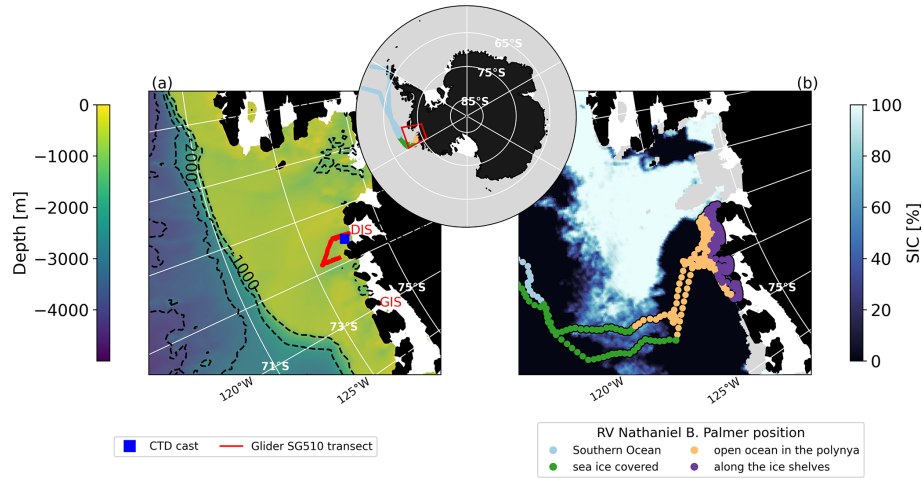 65°S
75°S
85°S
(a)
(b)
0
−1000
−2000
−3000
−4000
Depth [m]
2000
1000
DIS
GIS
75°S
73°S
71°S
120°W
125°W
75°S
120°W
125°W
100
80
60
40
20
0
SIC [%]
CTD cast
Glider SG510 transect
RV Nathaniel B. Palmer position
Southern Ocean
open ocean in the polynya
sea ice covered
along the ice shelves